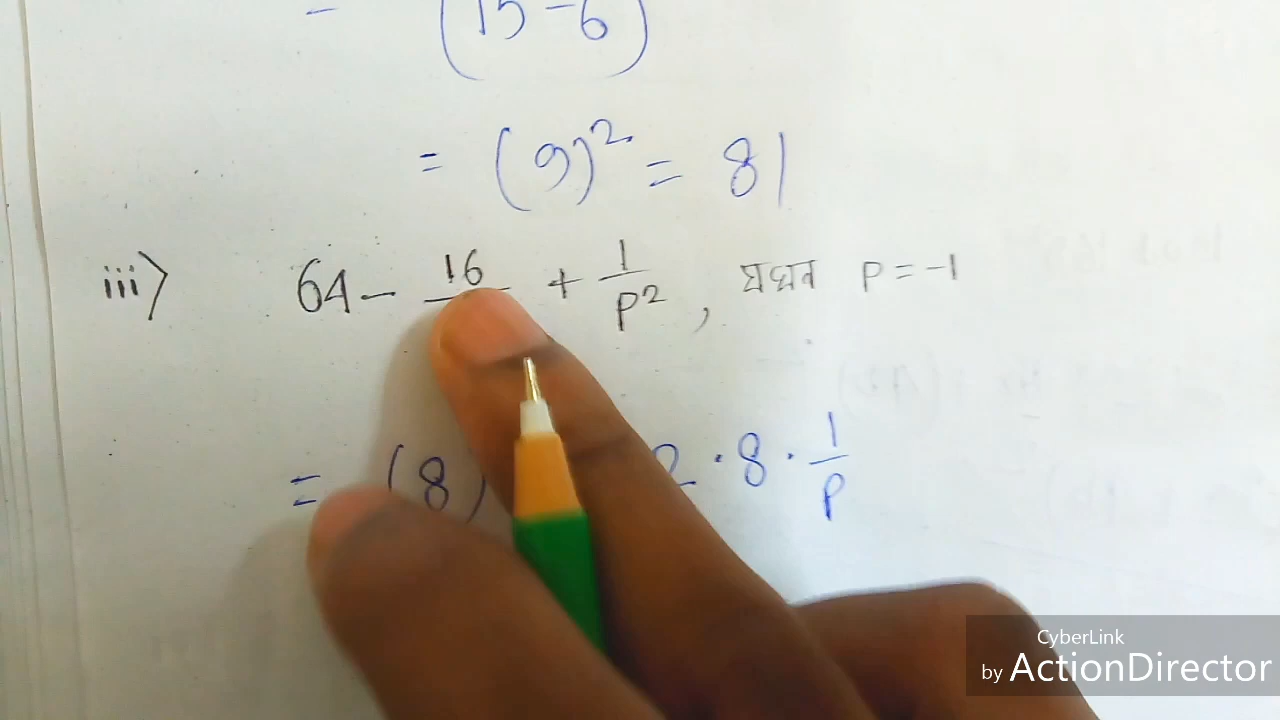 = (15-6)
= (9)² = 81
iii) 64 - 16 + 1/P², যখন P = -1
= (8) 2 · 8 · 1/P
CyberLink
by ActionDirector